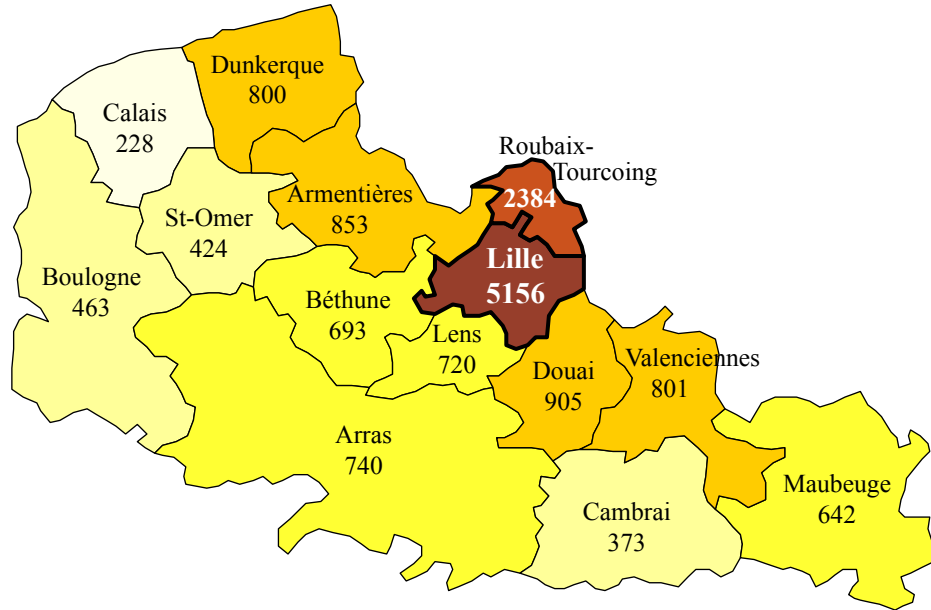 Dunkerque
800
Calais
228
Roubaix-
Tourcoing
2384
Armentières
853
St-Omer
424
Lille
5156
Boulogne
463
Béthune
693
Lens
720
Douai
905
Valenciennes
801
Arras
740
Maubeuge
642
Cambrai
373